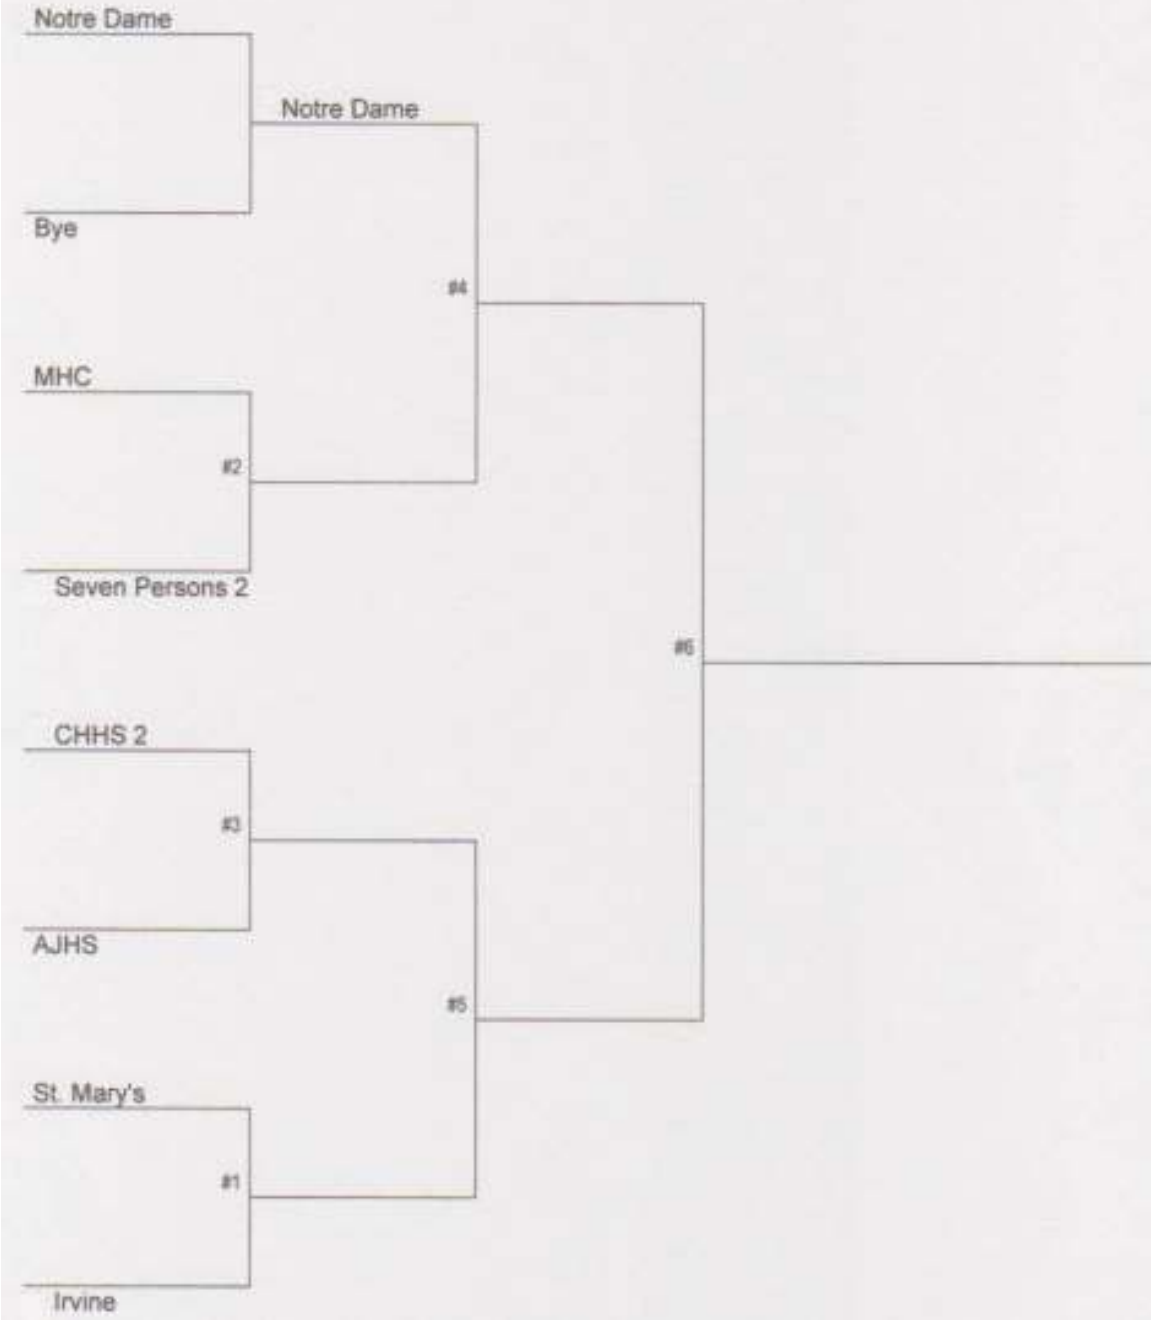 Notre Dame
Notre Dame
Bye
#4
MHC
#2
Seven Persons 2
#6
CHHS 2
#3
AJHS
#5
St. Mary's
#1
Irvine